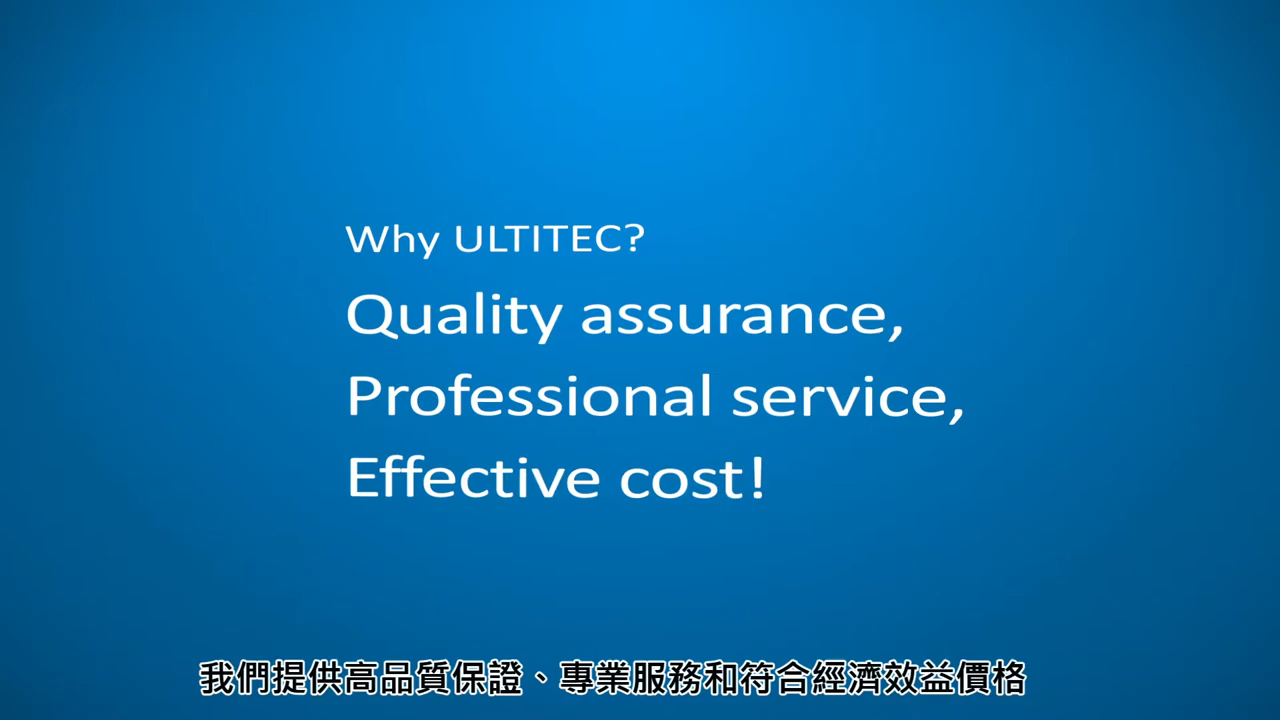 Why ULTITEC?
Quality assurance,
Professional service,
Effective cost!
我們提供高品質保證、專業服務和符合經濟效益價格